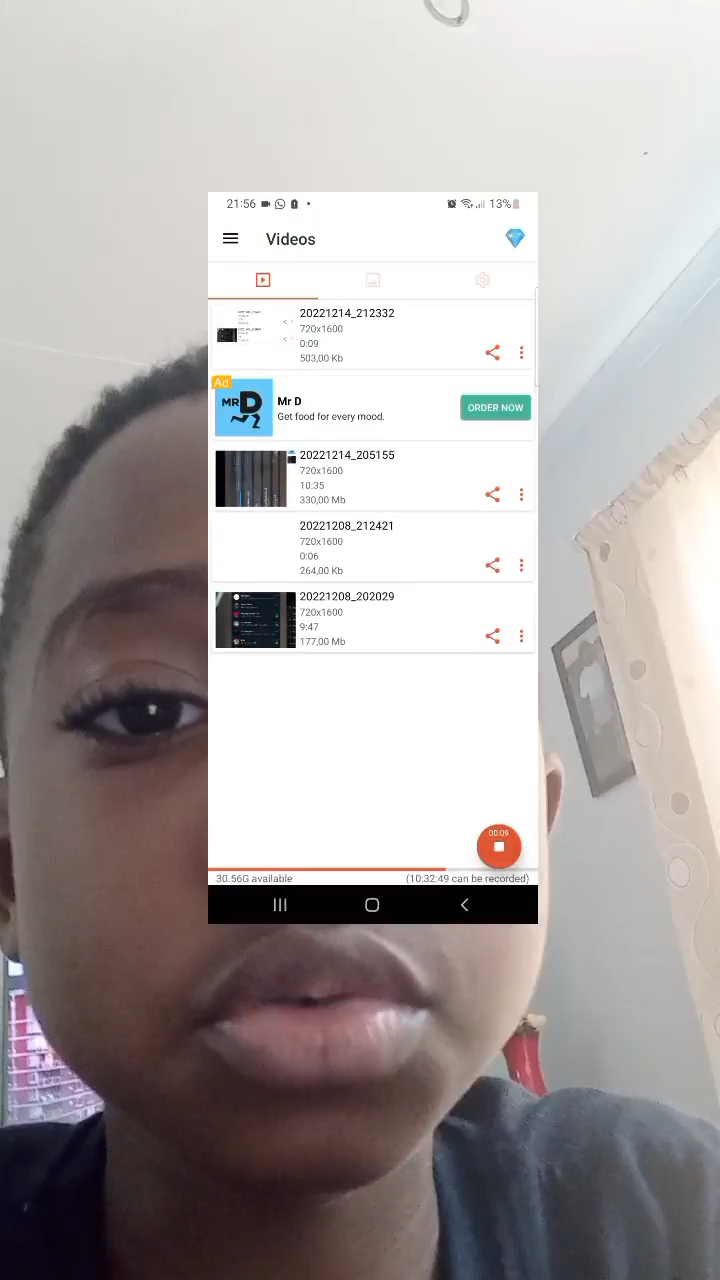 21:56 13%
Videos
20221214_212332
720x1600
0:09
503,00 Kb
Ad
MR D
Mr D
Get food for every mood.
ORDER NOW
20221214_205155
720x1600
10:35
330,00 Mb
20221208_212421
720x1600
0:06
264,00 Kb
20221208_202029
720x1600
9:47
177,00 Mb
00:09
30.56G available (10:32:49 can be recorded)